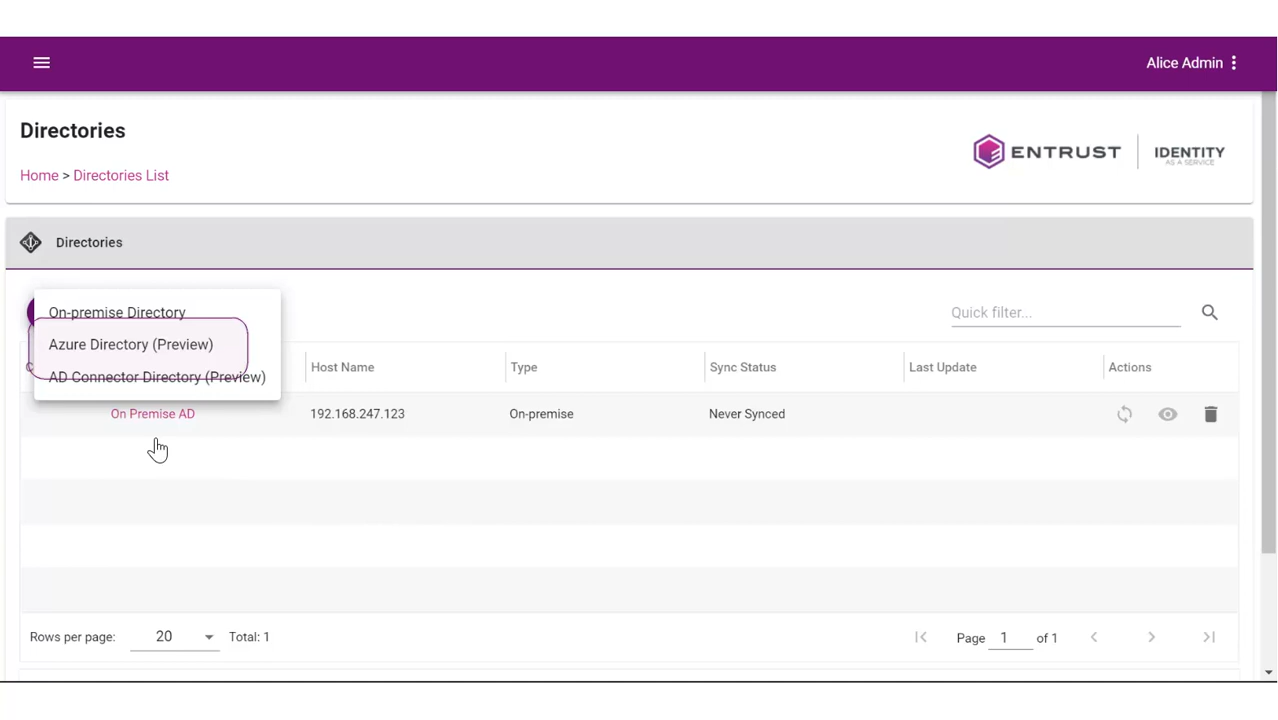 Alice Admin
Directories
ENTRUST IDENTITY
AS A SERVICE
Home > Directories List
Directories
On-premise Directory
Azure Directory (Preview)
AD Connector Directory (Preview)
Quick filter...
Host Name Type Sync Status Last Update Actions
On Premise AD 192.168.247.123 On-premise Never Synced
Rows per page: 20 Total: 1 Page 1 of 1